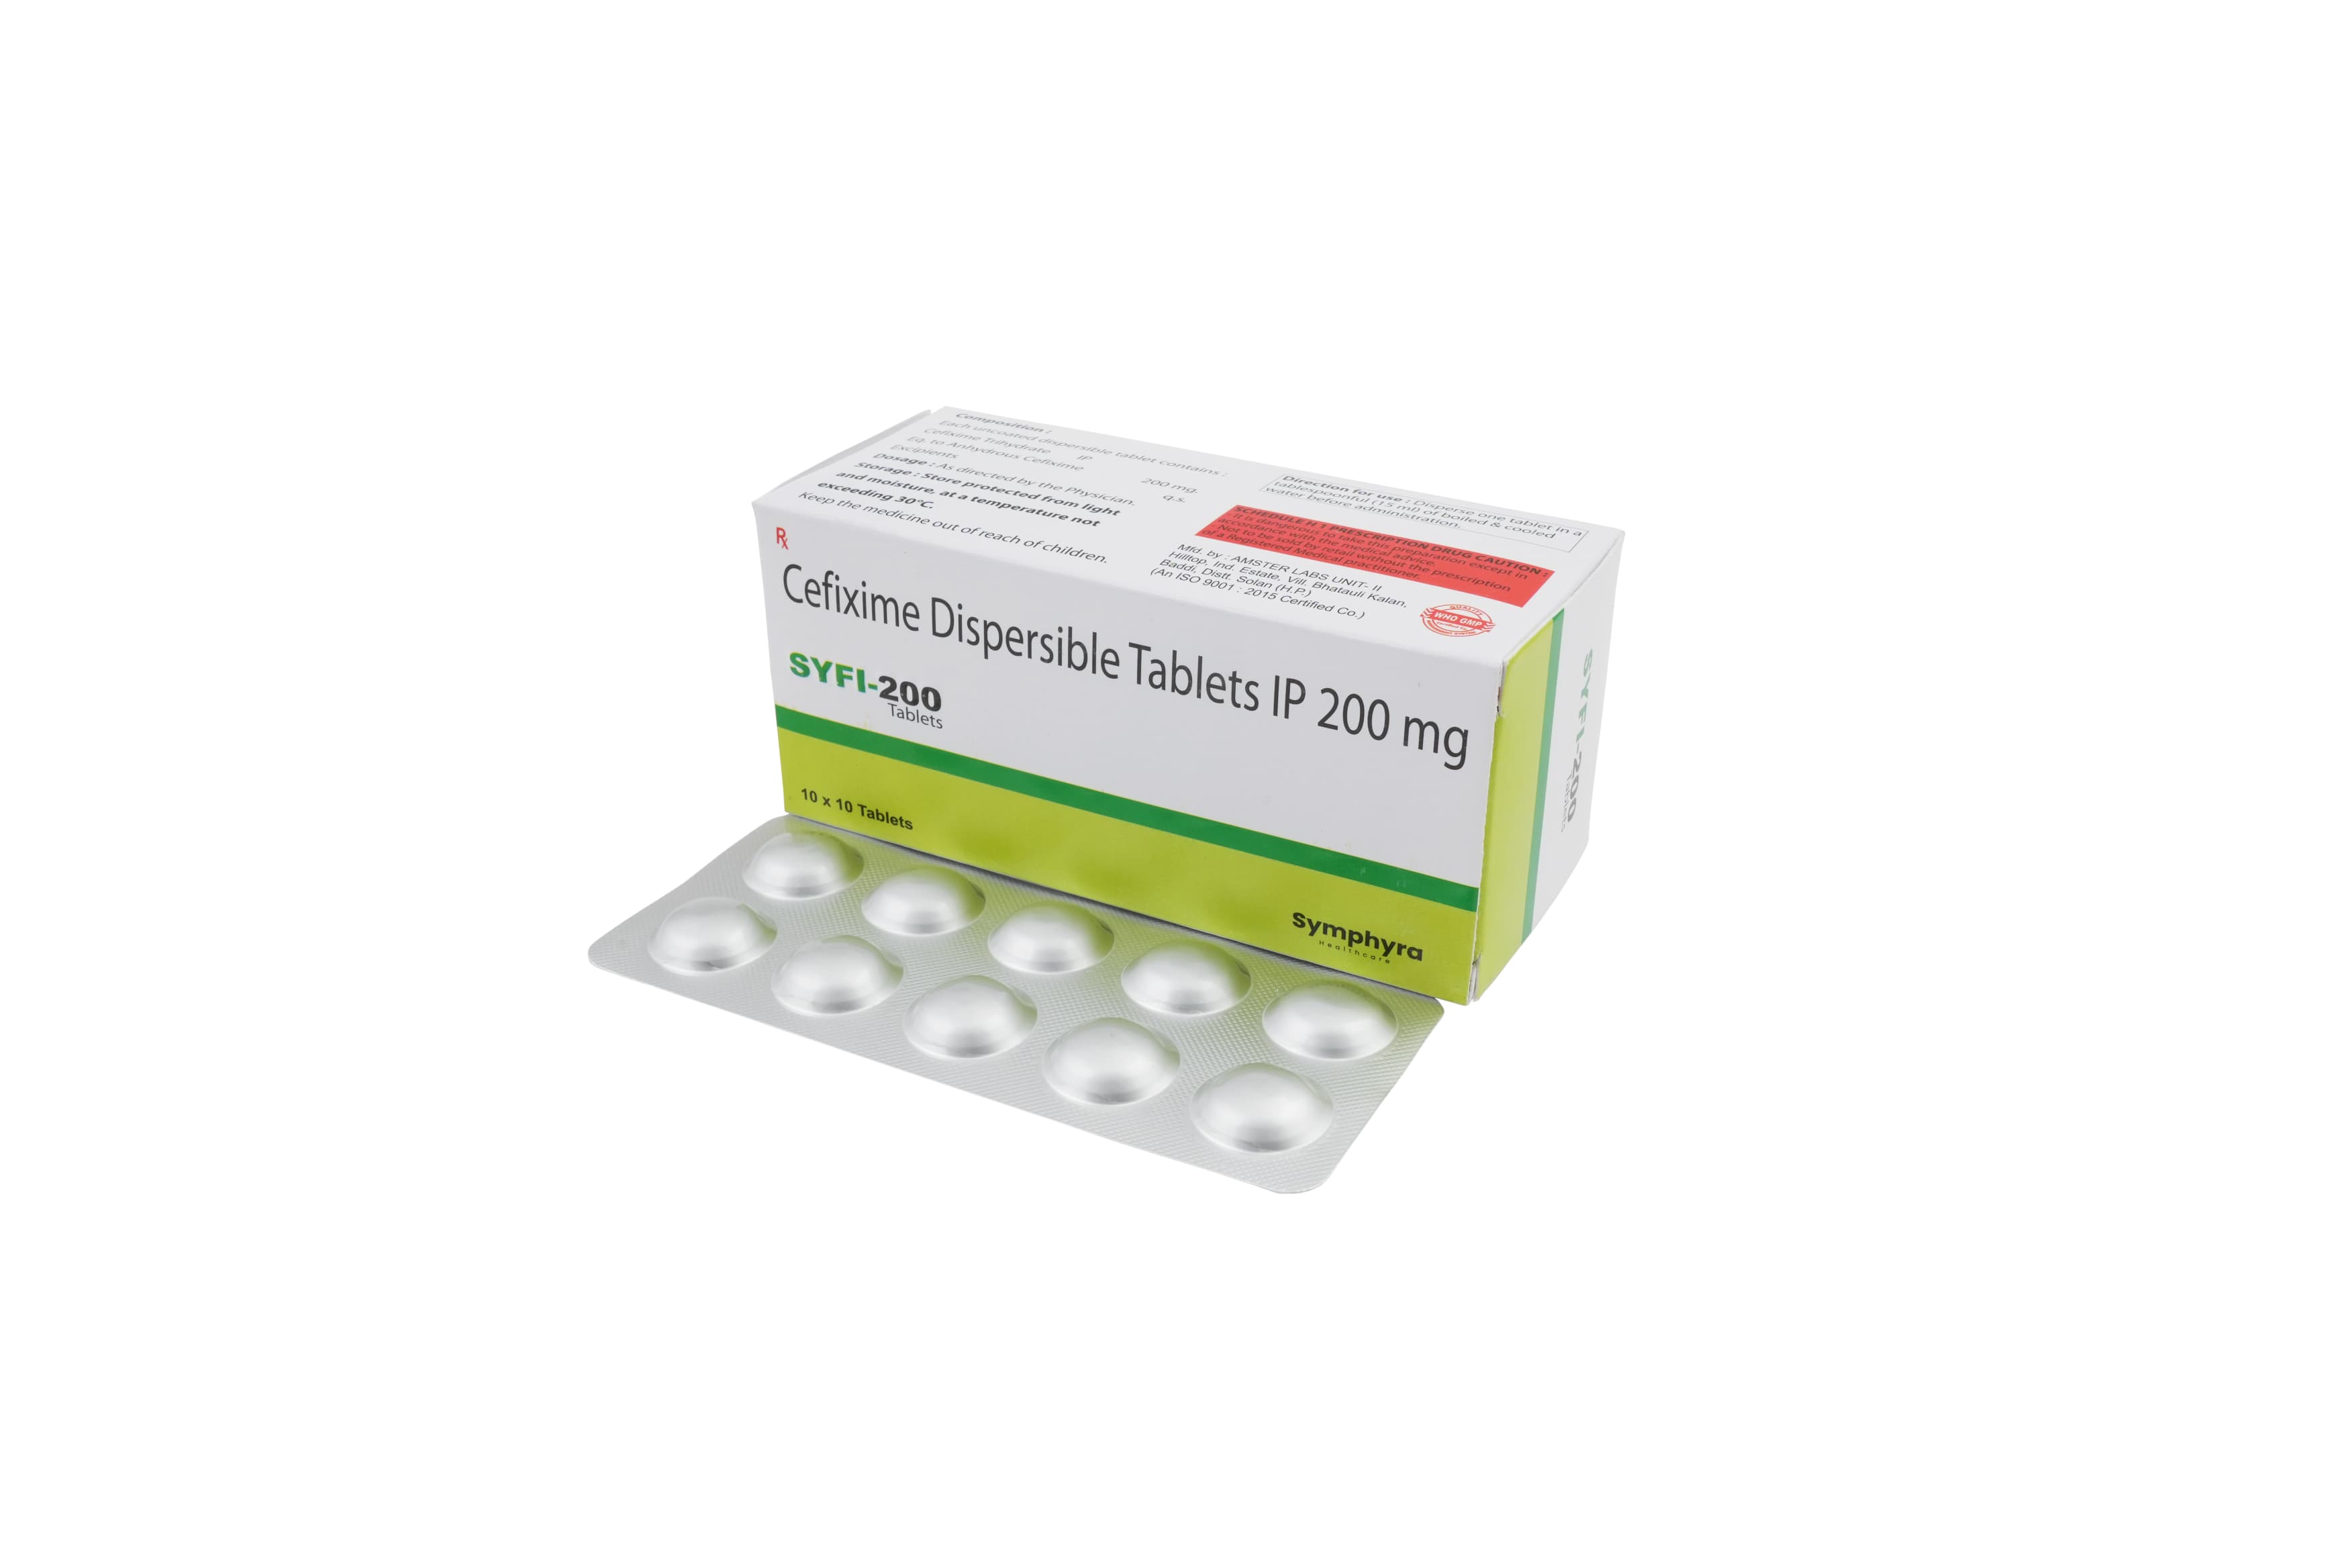 Composition :
Each uncoated dispersible tablet contains :
Cefixime Trihydrate IP
Eq. to Anhydrous Cefixime 200 mg.
Excipients q.s.
Dosage : As directed by the Physician.
Storage : Store protected from light
and moisture, at a temperature not
exceeding 30°C.
Keep the medicine out of reach of children.
Direction for use : Disperse one tablet in a
tablespoonful (15 ml) of boiled & cooled
water before administration.
SCHEDULE H 1 PRESCRIPTION DRUG CAUTION :
It is dangerous to take this preparation except in
accordance with the medical advice.
Not to be sold by retail without the prescription
of a Registered Medical practitioner.
Mfd. by : AMSTER LABS UNIT- II
Hilltop, Ind. Estate, Vill. Bhatauli Kalan,
Baddi, Distt. Solan (H.P.)
(An ISO 9001 : 2015 Certified Co.)
QUALITY
WHO GMP
Rx
Cefixime Dispersible Tablets IP 200 mg
SYFI-200
Tablets
10 x 10 Tablets
Symphyra
Healthcare
SYFI-200
Tablets